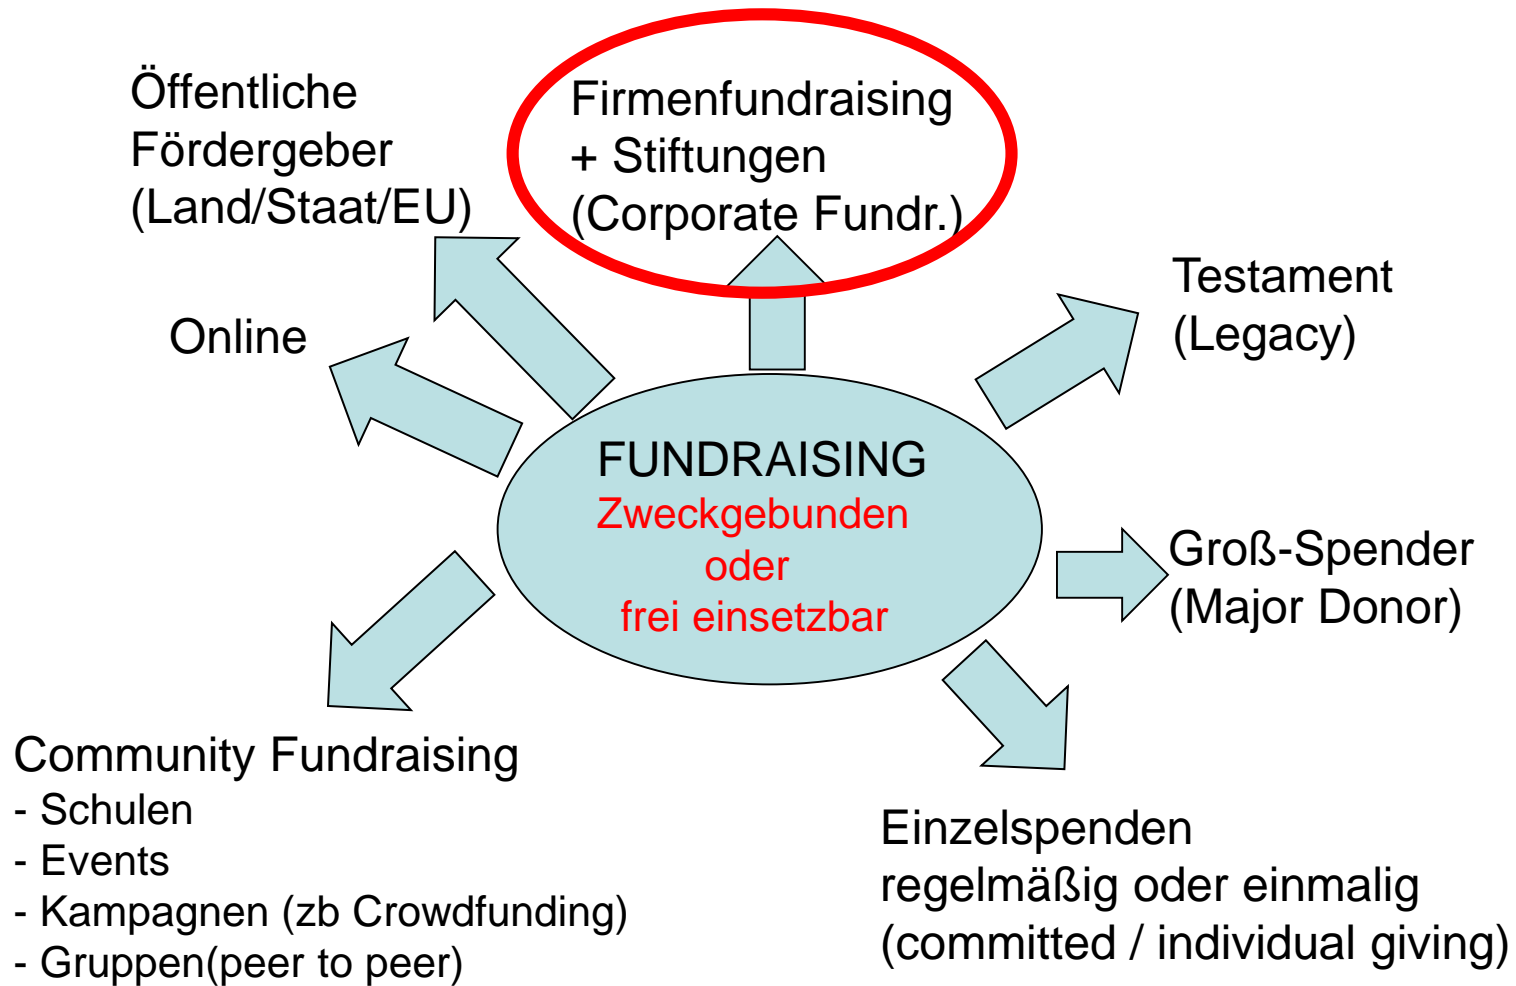 Öffentliche
Fördergeber
(Land/Staat/EU)
Firmenfundraising
+ Stiftungen
(Corporate Fundr.)
Testament
(Legacy)
Online
FUNDRAISING
Zweckgebunden
oder
frei einsetzbar
Groß-Spender
(Major Donor)
Community Fundraising
- Schulen
- Events
- Kampagnen (zb Crowdfunding)
- Gruppen(peer to peer)
Einzelspenden
regelmäßig oder einmalig
(committed / individual giving)